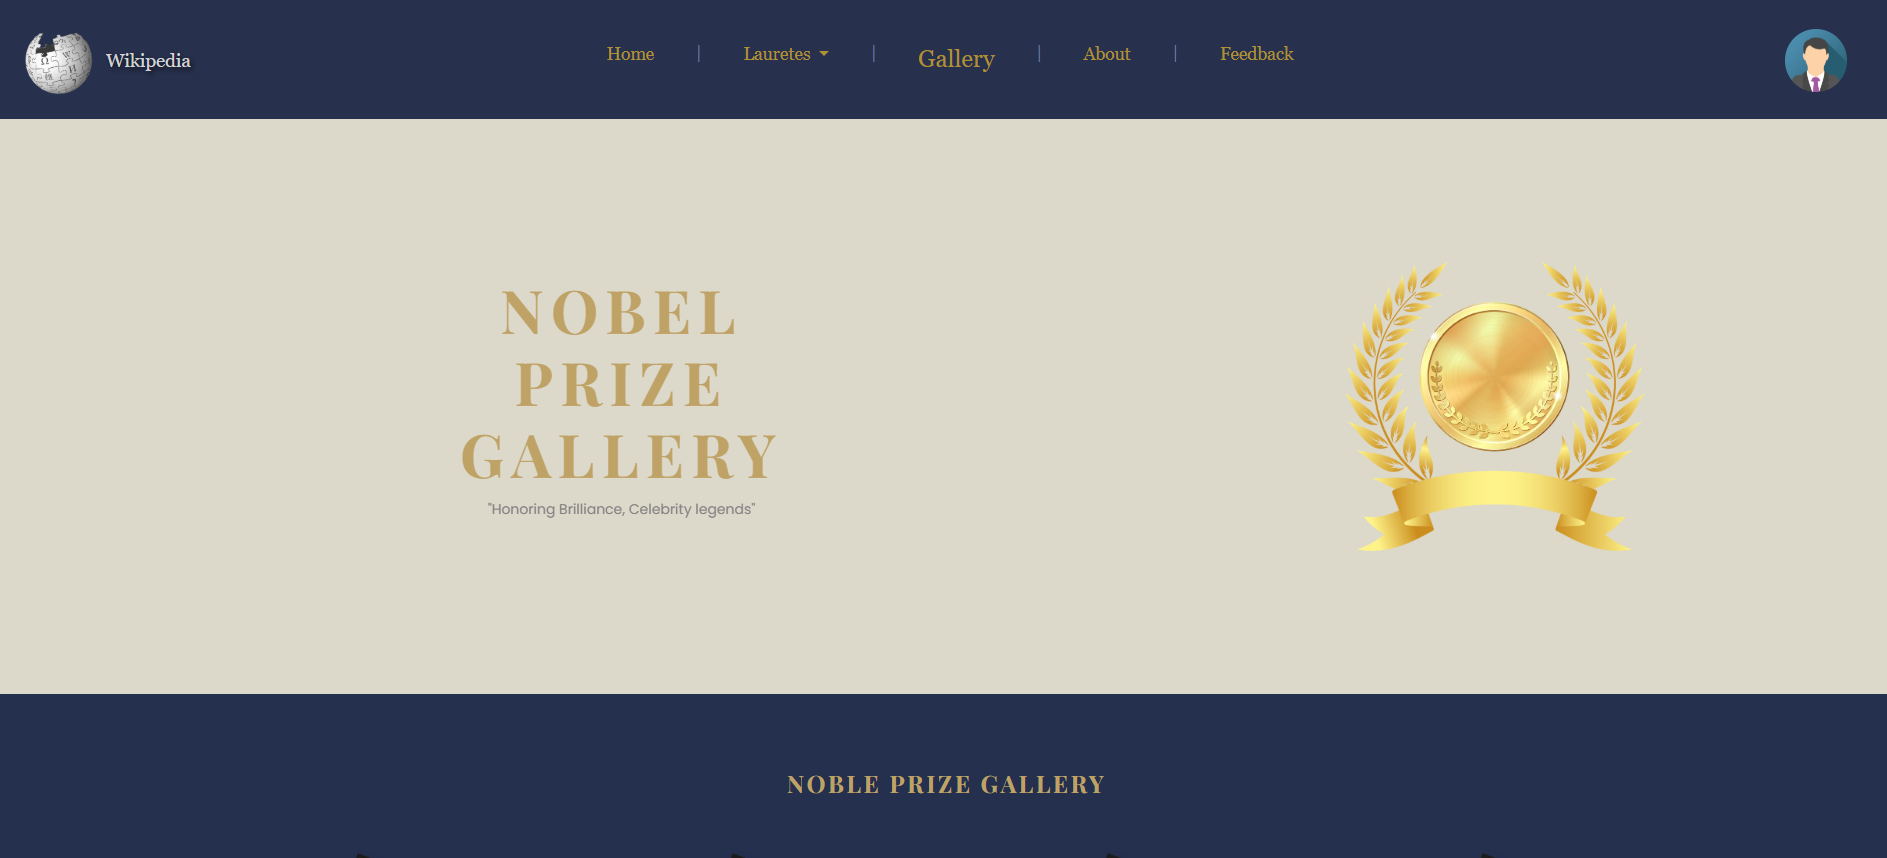 Wikipedia
Home | Lauretes | Gallery | About | Feedback
NOBEL
PRIZE
GALLERY
"Honoring Brilliance, Celebrity legends"
NOBLE PRIZE GALLERY